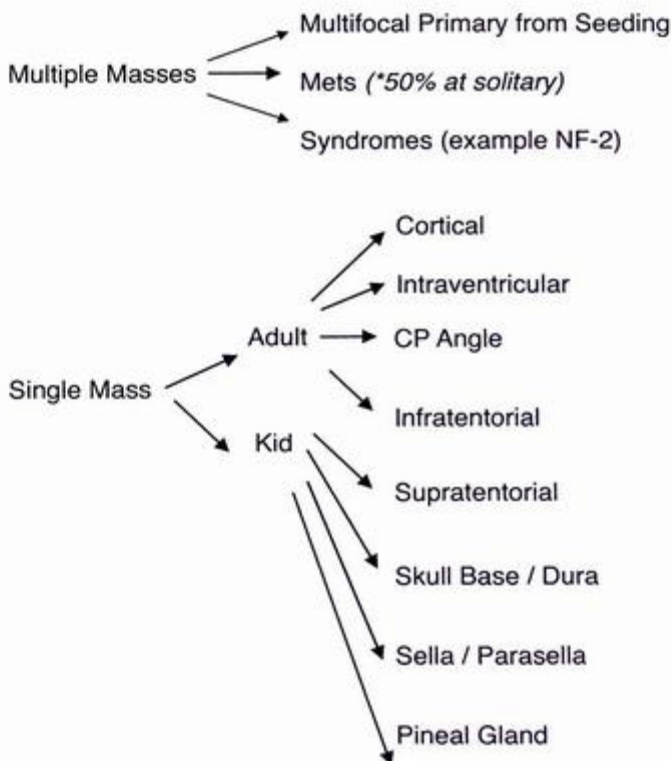 Multifocal Primary from Seeding
Multiple Masses
Mets (*50% at solitary)
Syndromes (example NF-2)
Cortical
Intraventricular
Adult
CP Angle
Single Mass
Infratentorial
Kid
Supratentorial
Skull Base / Dura
Sella / Parasella
Pineal Gland